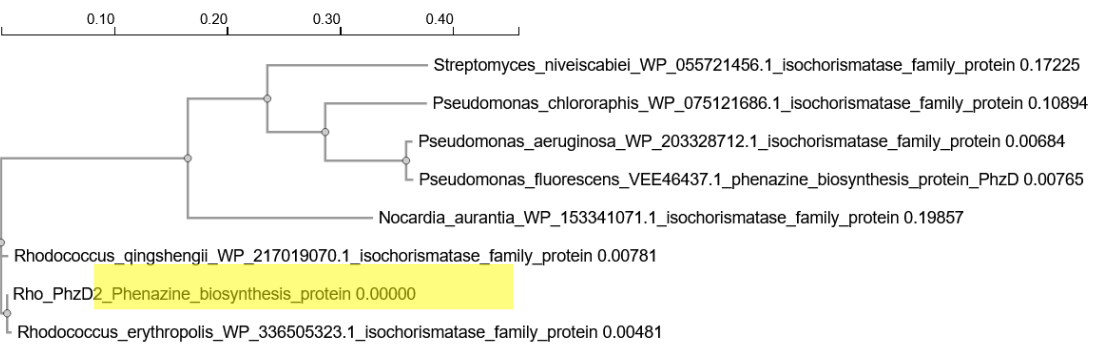 0.10 0.20 0.30 0.40
Streptomyces_niveiscabiei_WP_055721456.1_isochorismatase_family_protein 0.17225
Pseudomonas_chlororaphis_WP_075121686.1_isochorismatase_family_protein 0.10894
Pseudomonas_aeruginosa_WP_203328712.1_isochorismatase_family_protein 0.00684
Pseudomonas_fluorescens_VEE46437.1_phenazine_biosynthesis_protein_PhzD 0.00765
Nocardia_aurantia_WP_153341071.1_isochorismatase_family_protein 0.19857
Rhodococcus_qingshengii_WP_217019070.1_isochorismatase_family_protein 0.00781
Rho_PhzD2_Phenazine_biosynthesis_protein 0.00000
Rhodococcus_erythropolis_WP_336505323.1_isochorismatase_family_protein 0.00481